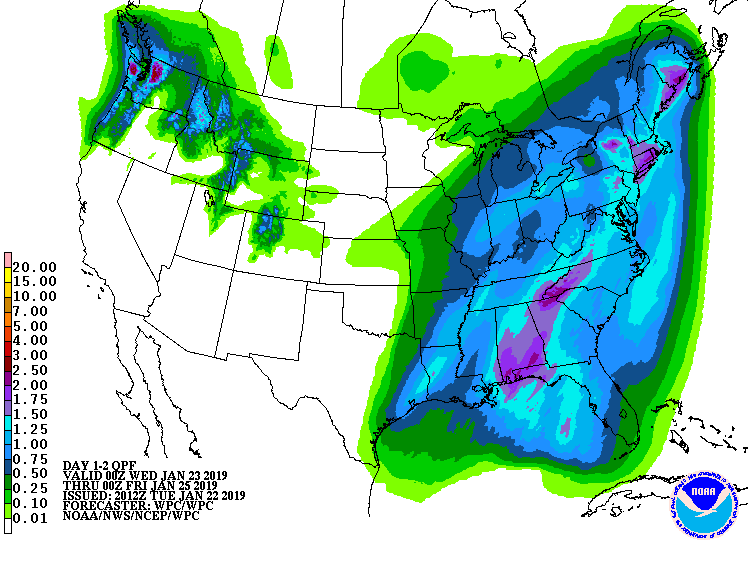 20.00
15.00
10.00
7.00
5.00
4.00
3.00
2.50
2.00
1.75
1.50
1.25
1.00
0.75
0.50
0.25
0.10
0.01
DAY 1-2 QPF
VALID 00Z WED JAN 23 2019
THRU 00Z FRI JAN 25 2019
ISSUED: 2012Z TUE JAN 22 2019
FORECASTER: WPC/WPC
NOAA/NWS/NCEP/WPC
NOAA